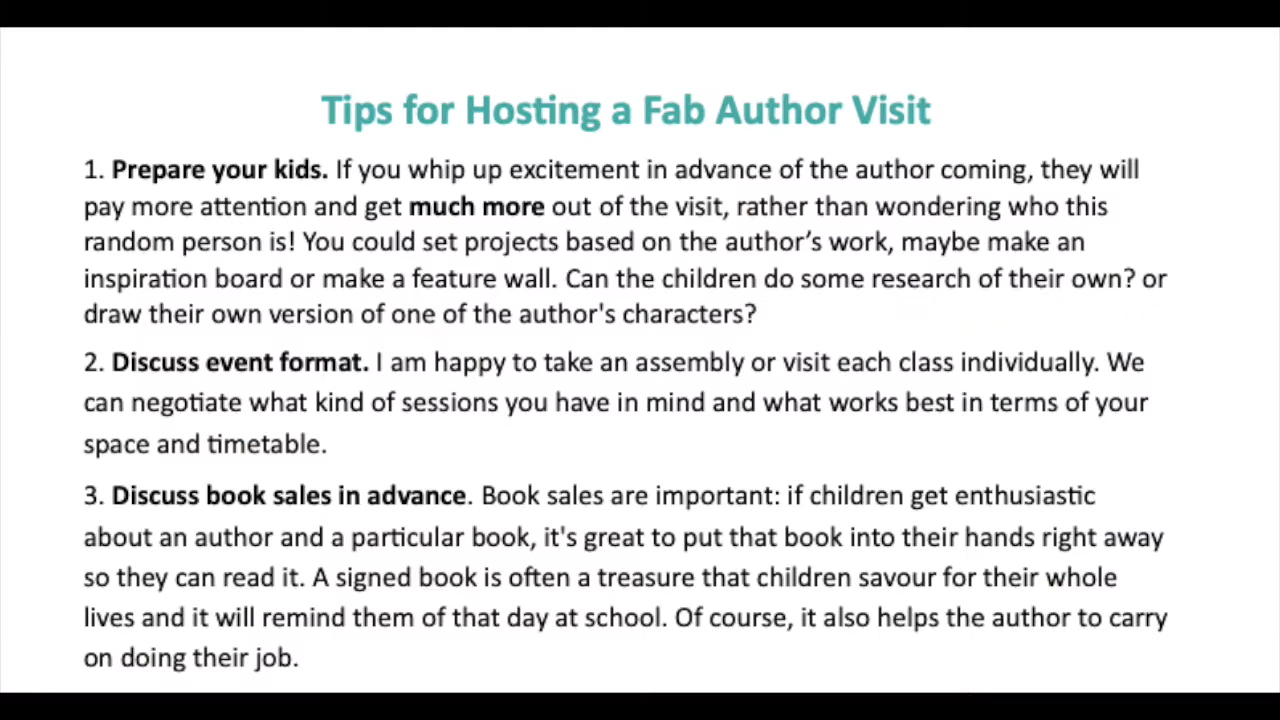 Tips for Hosting a Fab Author Visit
1. Prepare your kids. If you whip up excitement in advance of the author coming, they will
pay more attention and get much more out of the visit, rather than wondering who this
random person is! You could set projects based on the author’s work, maybe make an
inspiration board or make a feature wall. Can the children do some research of their own? or
draw their own version of one of the author's characters?
2. Discuss event format. I am happy to take an assembly or visit each class individually. We
can negotiate what kind of sessions you have in mind and what works best in terms of your
space and timetable.
3. Discuss book sales in advance. Book sales are important: if children get enthusiastic
about an author and a particular book, it's great to put that book into their hands right away
so they can read it. A signed book is often a treasure that children savour for their whole
lives and it will remind them of that day at school. Of course, it also helps the author to carry
on doing their job.